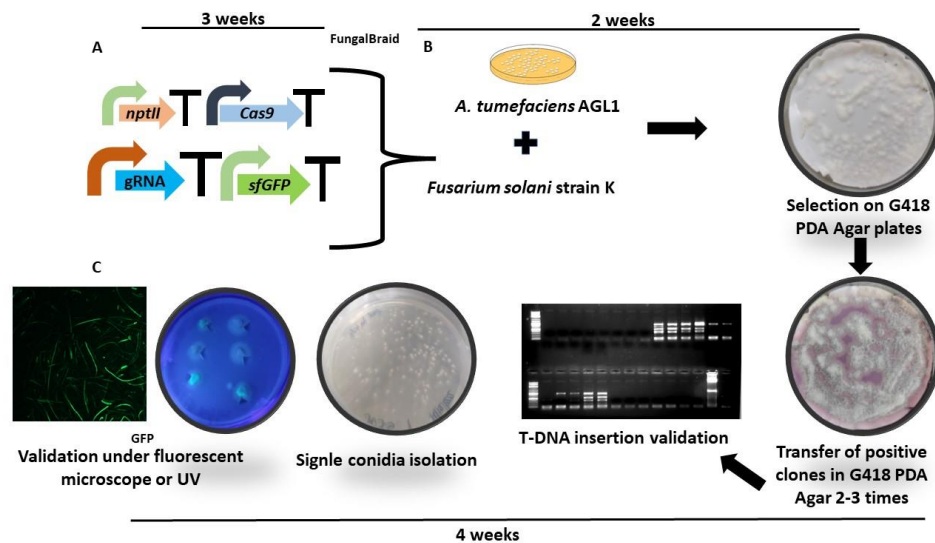 3 weeks
2 weeks
A
FungalBraid
B
nptII
T
Cas9
T
gRNA
T
sfGFP
T
A. tumefaciens AGL1
Fusarium solani strain K
Selection on G418
PDA Agar plates
C
GFP
Validation under fluorescent
microscope or UV
Signle conidia isolation
T-DNA insertion validation
Transfer of positive
clones in G418 PDA
Agar 2-3 times
4 weeks